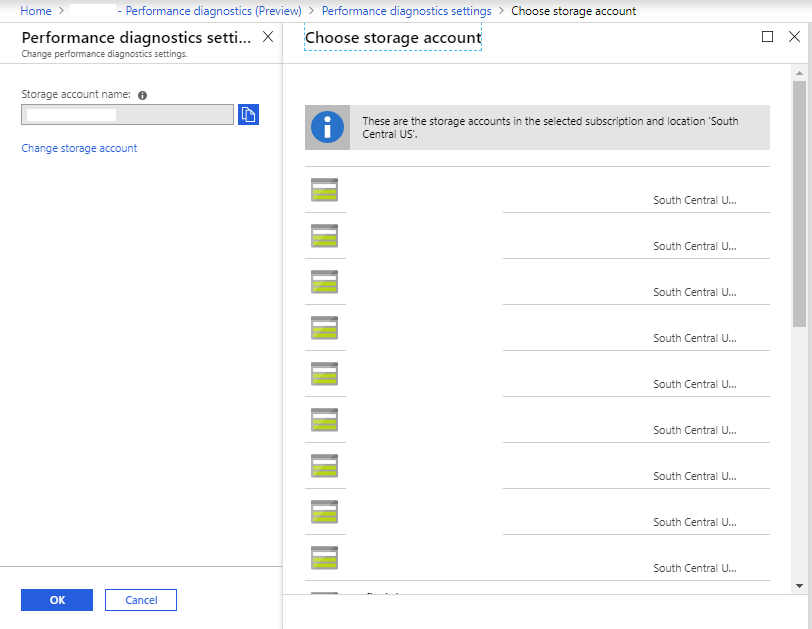 Home > - Performance diagnostics (Preview) > Performance diagnostics settings > Choose storage account
Performance diagnostics setti...
Change performance diagnostics settings.
Storage account name:
Change storage account
OK
Cancel
Choose storage account
These are the storage accounts in the selected subscription and location 'South
Central US'.
South Central U...
South Central U...
South Central U...
South Central U...
South Central U...
South Central U...
South Central U...
South Central U...
South Central U...